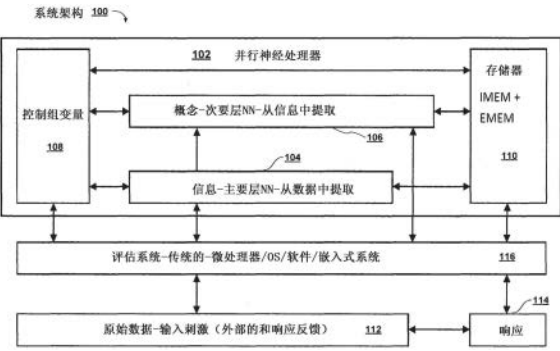 系统架构 100
102 并行神经处理器
存储器
IMEM +
EMEM
110
控制组变量
108
概念-次要层NN-从信息中提取
106
104
信息-主要层NN-从数据中提取
评估系统-传统的-微处理器/OS/软件/嵌入式系统 116
原始数据-输入刺激（外部的和响应反馈） 112
114
响应